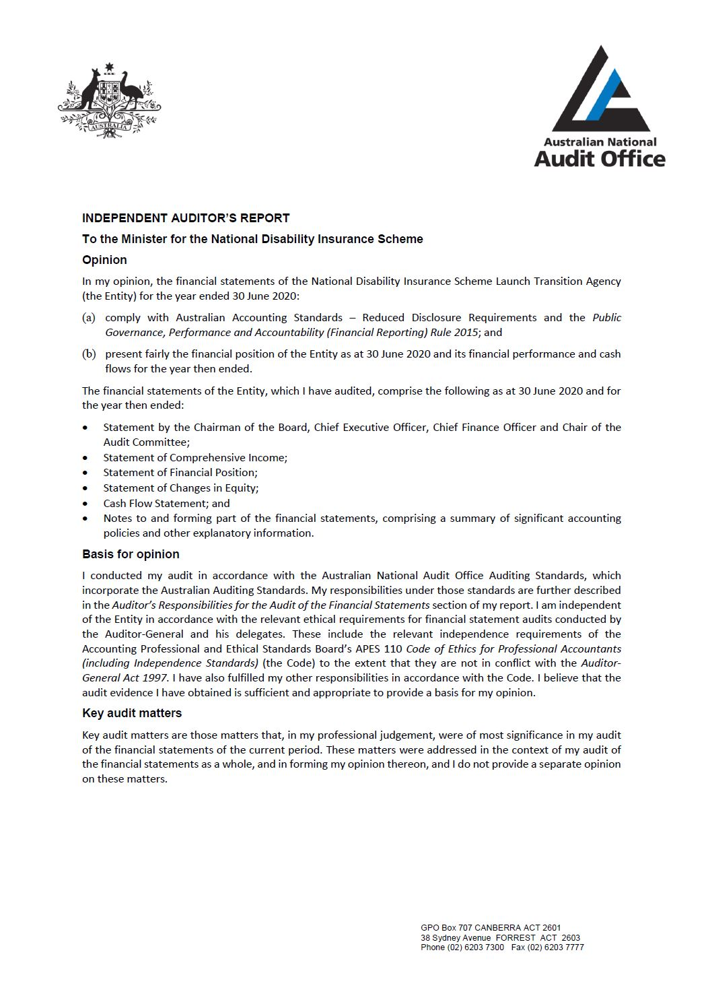 AUSTRALIA
Australian National
Audit Office
INDEPENDENT AUDITOR’S REPORT
To the Minister for the National Disability Insurance Scheme
Opinion
In my opinion, the financial statements of the National Disability Insurance Scheme Launch Transition Agency
(the Entity) for the year ended 30 June 2020:
(a) comply with Australian Accounting Standards – Reduced Disclosure Requirements and the Public
Governance, Performance and Accountability (Financial Reporting) Rule 2015; and
(b) present fairly the financial position of the Entity as at 30 June 2020 and its financial performance and cash
flows for the year then ended.
The financial statements of the Entity, which I have audited, comprise the following as at 30 June 2020 and for
the year then ended:
• Statement by the Chairman of the Board, Chief Executive Officer, Chief Finance Officer and Chair of the
Audit Committee;
• Statement of Comprehensive Income;
• Statement of Financial Position;
• Statement of Changes in Equity;
• Cash Flow Statement; and
• Notes to and forming part of the financial statements, comprising a summary of significant accounting
policies and other explanatory information.
Basis for opinion
I conducted my audit in accordance with the Australian National Audit Office Auditing Standards, which
incorporate the Australian Auditing Standards. My responsibilities under those standards are further described
in the Auditor’s Responsibilities for the Audit of the Financial Statements section of my report. I am independent
of the Entity in accordance with the relevant ethical requirements for financial statement audits conducted by
the Auditor-General and his delegates. These include the relevant independence requirements of the
Accounting Professional and Ethical Standards Board’s APES 110 Code of Ethics for Professional Accountants
(including Independence Standards) (the Code) to the extent that they are not in conflict with the Auditor-
General Act 1997. I have also fulfilled my other responsibilities in accordance with the Code. I believe that the
audit evidence I have obtained is sufficient and appropriate to provide a basis for my opinion.
Key audit matters
Key audit matters are those matters that, in my professional judgement, were of most significance in my audit
of the financial statements of the current period. These matters were addressed in the context of my audit of
the financial statements as a whole, and in forming my opinion thereon, and I do not provide a separate opinion
on these matters.
GPO Box 707 CANBERRA ACT 2601
38 Sydney Avenue FORREST ACT 2603
Phone (02) 6203 7300 Fax (02) 6203 7777